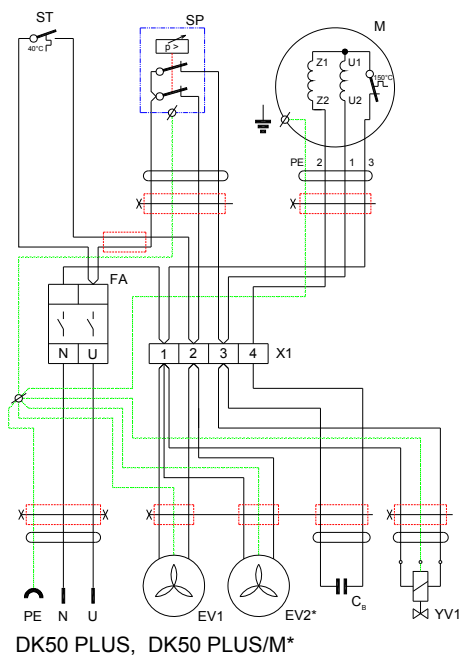 ST
SP
M
40°C
p >
Z1
U1
150°C
Z2
U2
PE
2
1
3
FA
N
U
1
2
3
4
X1
PE
N
U
EV1
EV2*
CB
YV1
DK50 PLUS, DK50 PLUS/M*